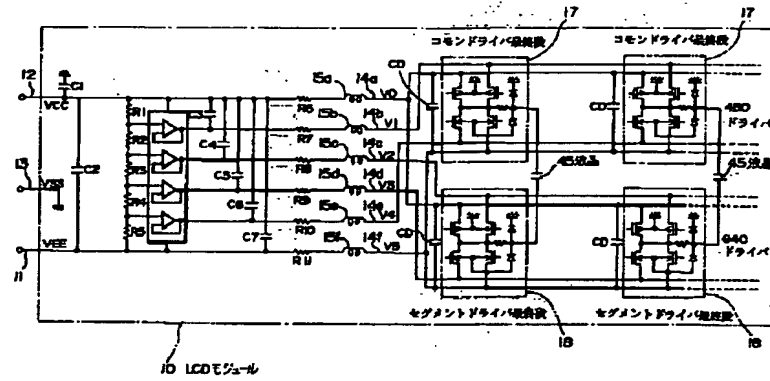 17
17
コモンドライバ最終段
コモンドライバ最終段
12
C1
VCC
15a
14a
V0
CD
CD
R1
C3
R6
15b
14b
V1
480
ドライバ
R2
C4
R7
15c
14c
V2
C2
R3
C5
R8
15d
14d
V3
45液晶
45液晶
13
VSS
R4
C6
R9
15e
14e
V4
CD
CD
640
ドライバ
R5
C7
R10
15f
14f
V5
VEE
R11
11
セグメントドライバ最終段
セグメントドライバ最終段
18
18
10 LCDモジュール